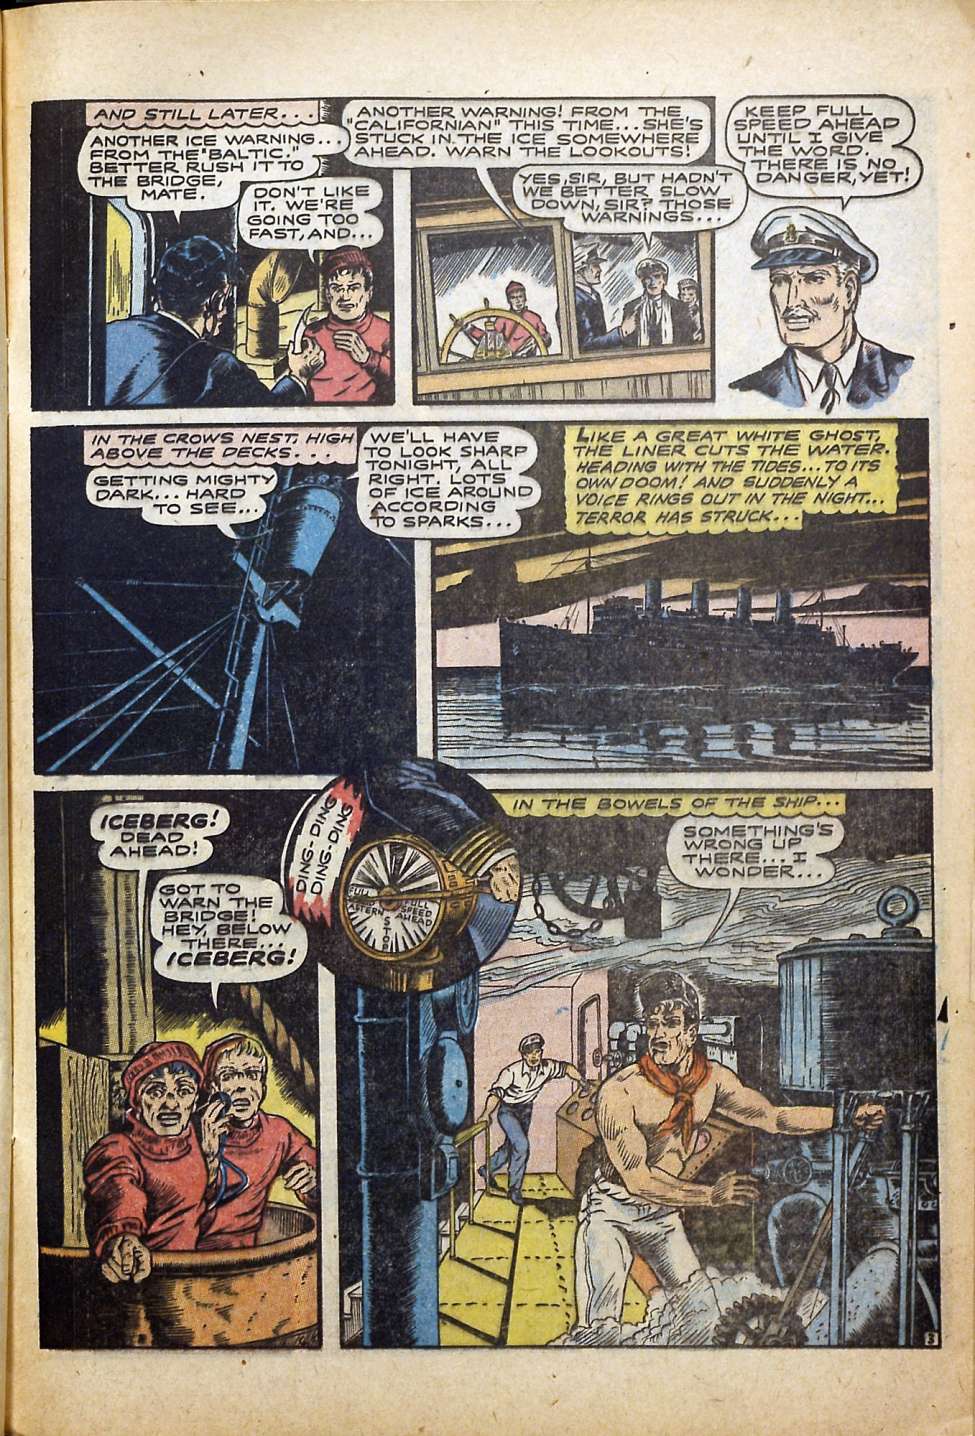 AND STILL LATER...
ANOTHER ICE WARNING...
FROM THE "BALTIC."
BETTER RUSH IT TO
THE BRIDGE,
MATE.
DON'T LIKE
IT. WE'RE
GOING TOO
FAST, AND...
ANOTHER WARNING! FROM THE
"CALIFORNIAN" THIS TIME... SHE'S
STUCK IN THE ICE SOMEWHERE
AHEAD. WARN THE LOOKOUTS!
YES, SIR, BUT HADN'T
WE BETTER SLOW
DOWN, SIR? THOSE
WARNINGS...
KEEP FULL
SPEED AHEAD
UNTIL I GIVE
THE WORD.
THERE IS NO
DANGER, YET!
IN THE CROWS NEST, HIGH
ABOVE THE DECKS...
GETTING MIGHTY
DARK... HARD
TO SEE...
WE'LL HAVE
TO LOOK SHARP
TONIGHT, ALL
RIGHT. LOTS
OF ICE AROUND
ACCORDING
TO SPARKS...
LIKE A GREAT WHITE GHOST,
THE LINER CUTS THE WATER.
HEADING WITH THE TIDES... TO ITS
OWN DOOM! AND SUDDENLY A
VOICE RINGS OUT IN THE NIGHT...
TERROR HAS STRUCK...
ICEBERG!
DEAD
AHEAD!
GOT TO
WARN THE
BRIDGE!
HEY, BELOW
THERE...
ICEBERG!
DING-DING
DING-DING
FULL
ASTERN
STOP
FULL
SPEED
AHEAD
IN THE BOWELS OF THE SHIP...
SOMETHING'S
WRONG UP
THERE... I
WONDER...
3